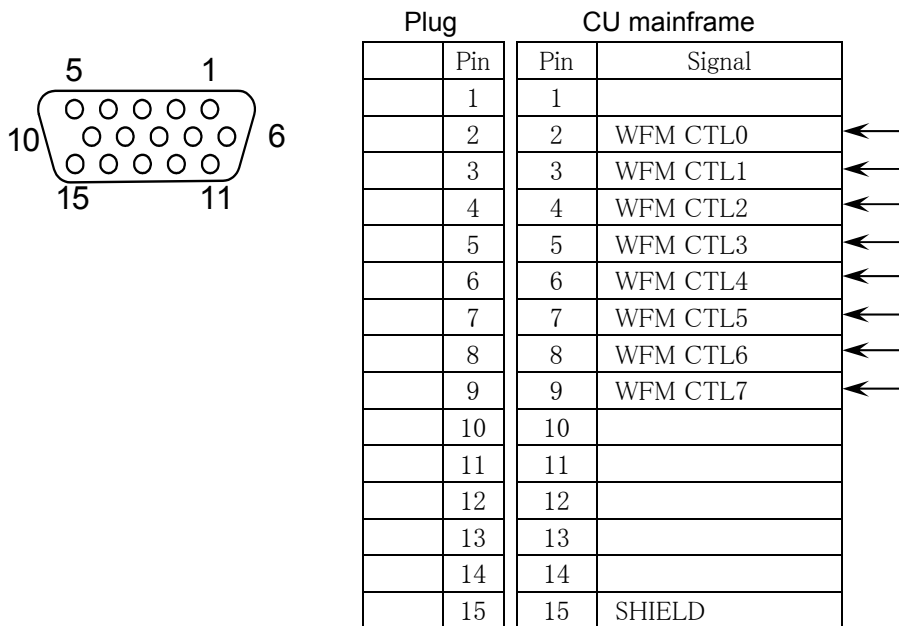 5 1
10 6
15 11
Plug CU mainframe
Pin Pin Signal
1 1
2 2 WFM CTL0
3 3 WFM CTL1
4 4 WFM CTL2
5 5 WFM CTL3
6 6 WFM CTL4
7 7 WFM CTL5
8 8 WFM CTL6
9 9 WFM CTL7
10 10
11 11
12 12
13 13
14 14
15 15 SHIELD